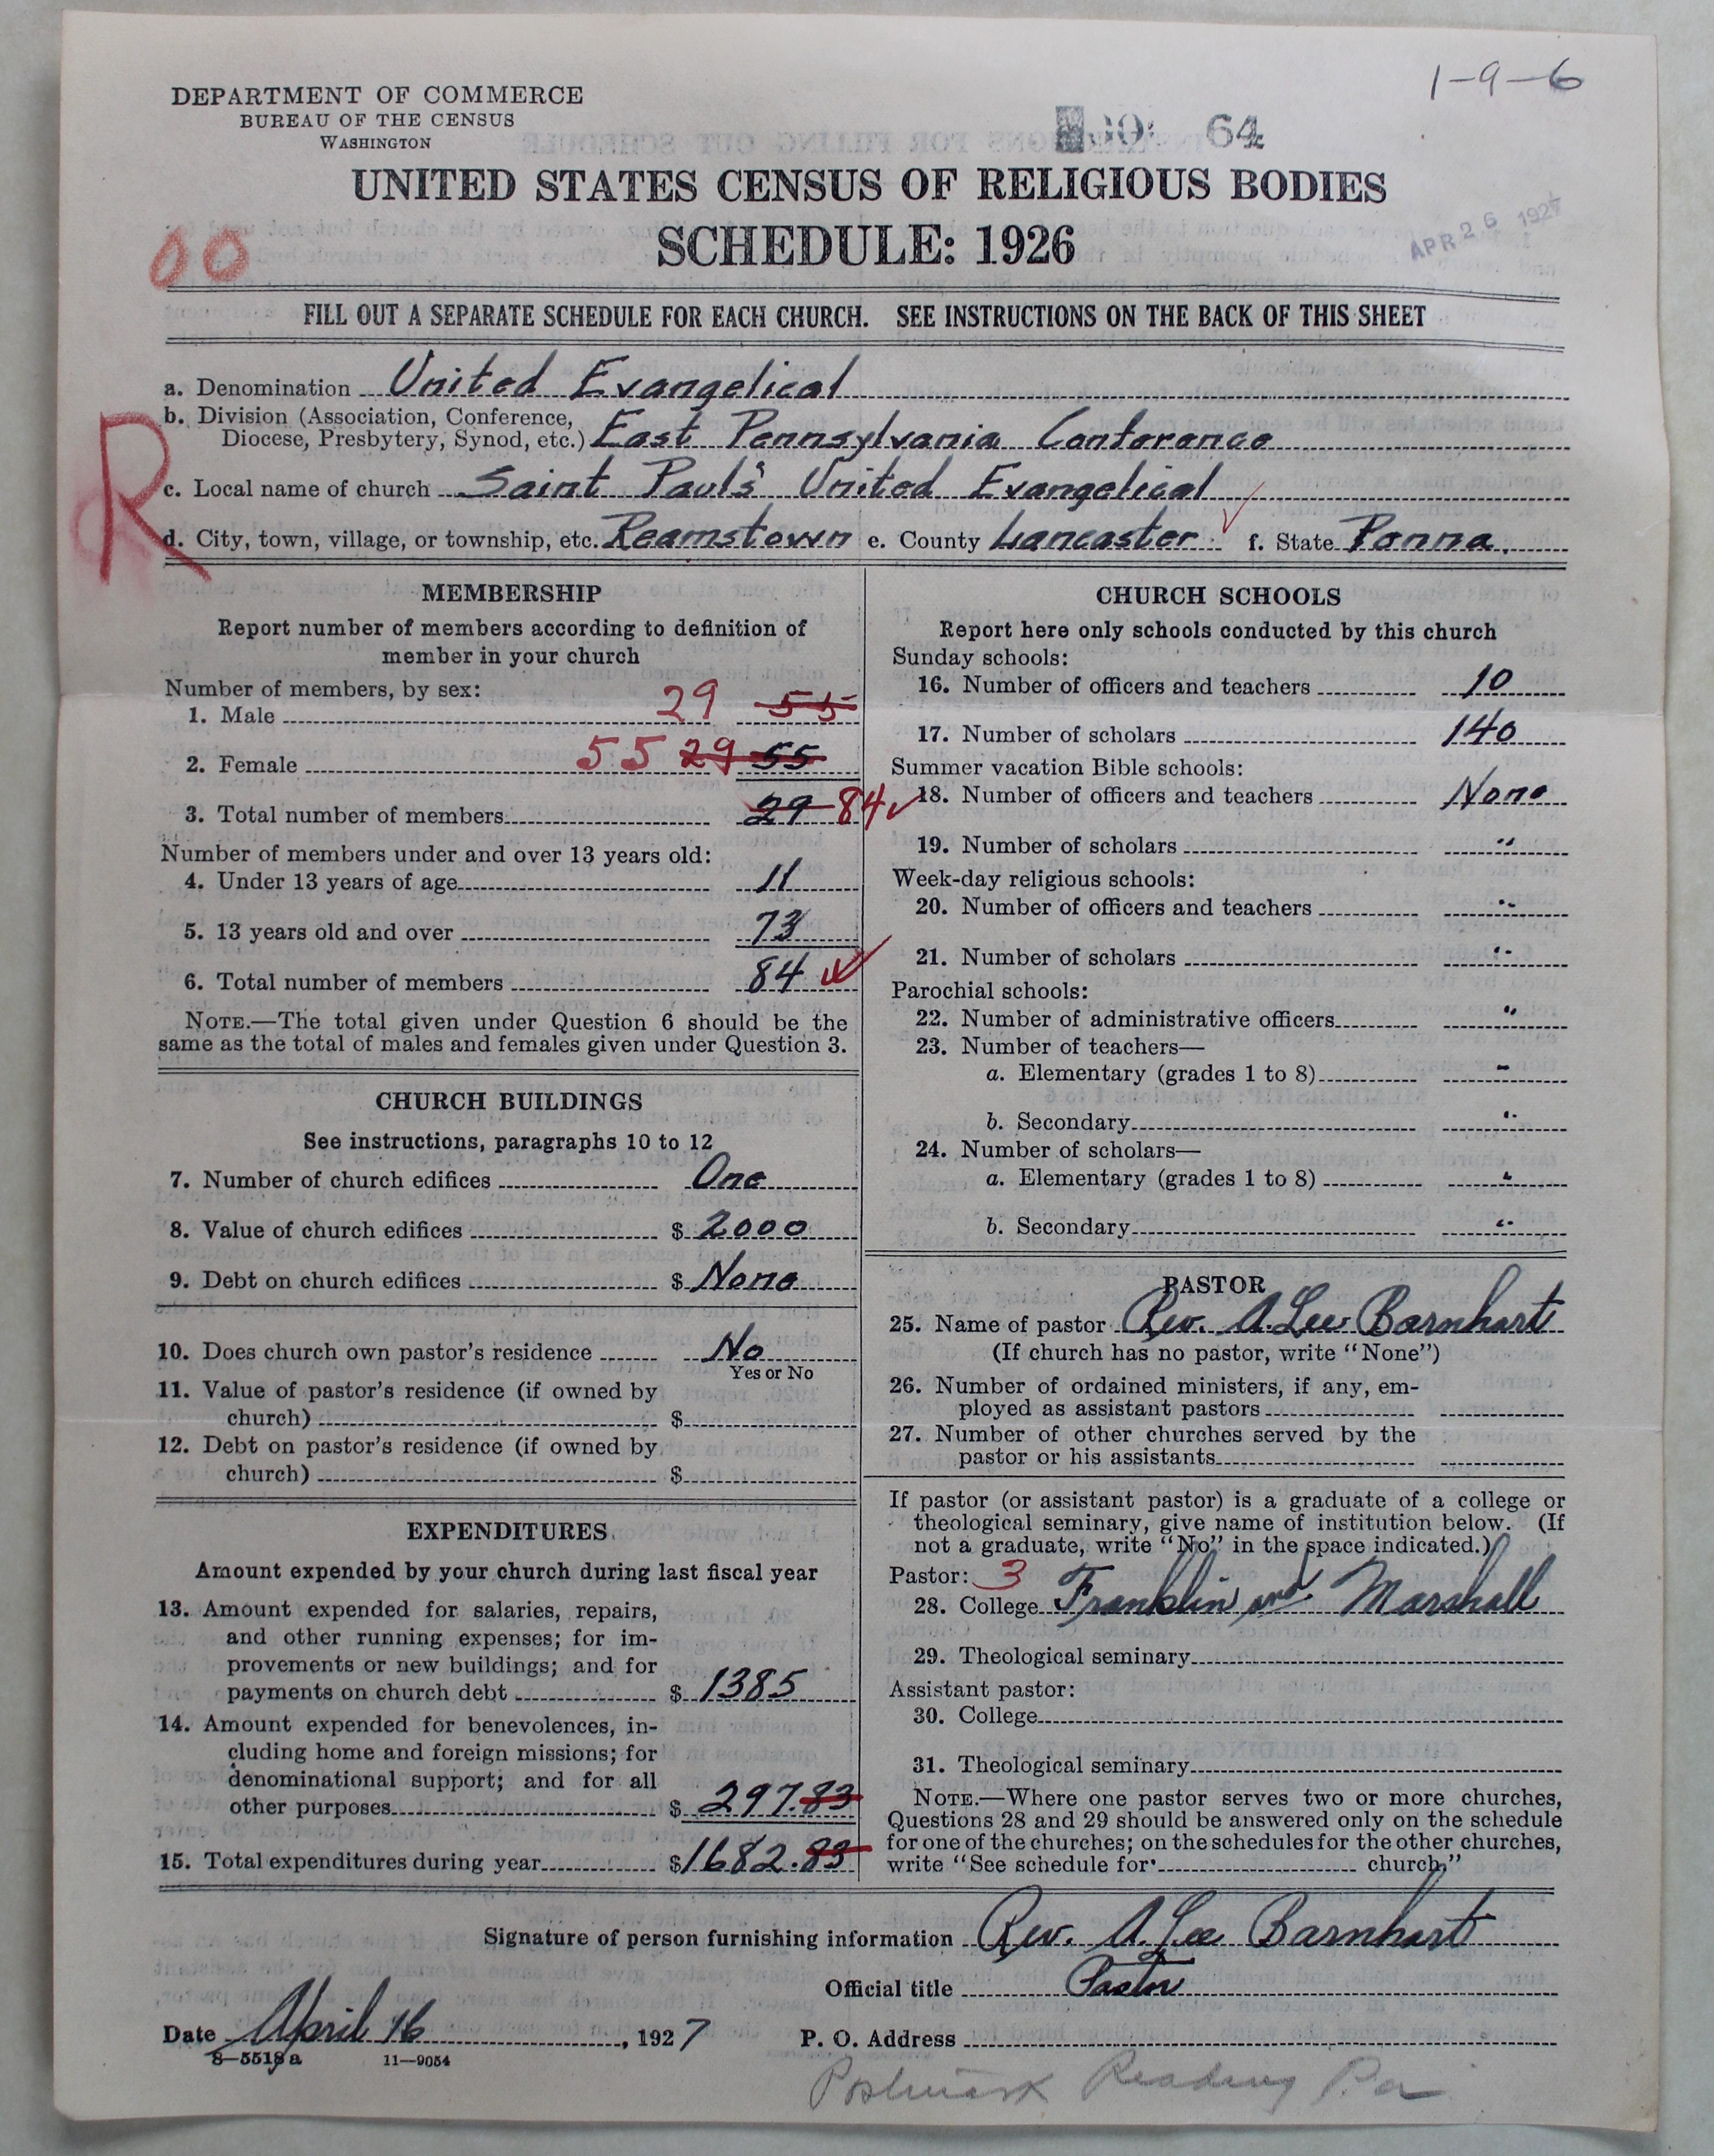 1-9-6
DEPARTMENT OF COMMERCE
BUREAU OF THE CENSUS
WASHINGTON
64
UNITED STATES CENSUS OF RELIGIOUS BODIES
SCHEDULE: 1926
APR 26 1927
00
FILL OUT A SEPARATE SCHEDULE FOR EACH CHURCH. SEE INSTRUCTIONS ON THE BACK OF THIS SHEET
a. Denomination United Evangelical
b. Division (Association, Conference,
Diocese, Presbytery, Synod, etc.) East Pennsylvania Conference
R
c. Local name of church Saint Paul's United Evangelical
d. City, town, village, or township, etc. Reamstown e. County Lancaster f. State Penna.
MEMBERSHIP
Report number of members according to definition of
member in your church
Number of members, by sex:
1. Male 29 55
2. Female 55 29 55
3. Total number of members 29 84
Number of members under and over 13 years old:
4. Under 13 years of age 11
5. 13 years old and over 73
6. Total number of members 84
NOTE.—The total given under Question 6 should be the
same as the total of males and females given under Question 3.
CHURCH BUILDINGS
See instructions, paragraphs 10 to 12
7. Number of church edifices One
8. Value of church edifices $ 2000
9. Debt on church edifices $ None
10. Does church own pastor's residence No
Yes or No
11. Value of pastor's residence (if owned by
church) $
12. Debt on pastor's residence (if owned by
church) $
EXPENDITURES
Amount expended by your church during last fiscal year
13. Amount expended for salaries, repairs,
and other running expenses; for im-
provements or new buildings; and for
payments on church debt $ 1385
14. Amount expended for benevolences, in-
cluding home and foreign missions; for
denominational support; and for all
other purposes $ 297.83
15. Total expenditures during year $1682.83
CHURCH SCHOOLS
Report here only schools conducted by this church
Sunday schools:
16. Number of officers and teachers 10
17. Number of scholars 140
Summer vacation Bible schools:
18. Number of officers and teachers None
19. Number of scholars "
Week-day religious schools:
20. Number of officers and teachers "
21. Number of scholars "
Parochial schools:
22. Number of administrative officers "
23. Number of teachers—
a. Elementary (grades 1 to 8) "
b. Secondary "
24. Number of scholars—
a. Elementary (grades 1 to 8) "
b. Secondary "
PASTOR
25. Name of pastor Rev. A. Lee Barnhart
(If church has no pastor, write "None")
26. Number of ordained ministers, if any, em-
ployed as assistant pastors
27. Number of other churches served by the
pastor or his assistants
If pastor (or assistant pastor) is a graduate of a college or
theological seminary, give name of institution below. (If
not a graduate, write "No" in the space indicated.)
Pastor: 3
28. College Franklin and Marshall
29. Theological seminary
Assistant pastor:
30. College
31. Theological seminary
NOTE.—Where one pastor serves two or more churches,
Questions 28 and 29 should be answered only on the schedule
for one of the churches; on the schedules for the other churches,
write "See schedule for church."
Signature of person furnishing information Rev. A. Lee Barnhart
Official title Pastor
Date April 16, 1927 P. O. Address
8—5518 a 11—9054
Postmark Reading Pa